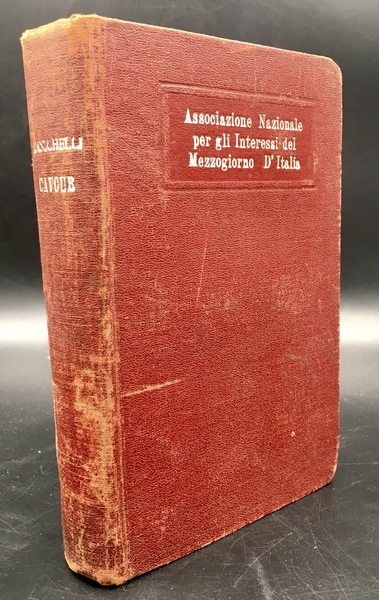 Associazione Nazionale
per gli Interessi del
Mezzogiorno D'Italia
CAVOUR